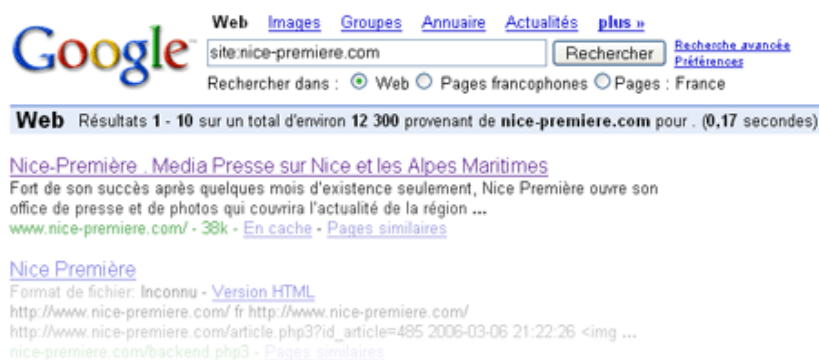 Google™
Web Images Groupes Annuaire Actualités plus »
site:nice-premiere.com Rechercher Recherche avancée
Préférences
Rechercher dans : Web Pages francophones Pages : France
Web Résultats 1 - 10 sur un total d'environ 12 300 provenant de nice-premiere.com pour . (0,17 secondes)
Nice-Première . Media Presse sur Nice et les Alpes Maritimes
Fort de son succès après quelques mois d'existence seulement, Nice Première ouvre son
office de presse et de photos qui couvrira l'actualité de la région ...
www.nice-premiere.com/ - 38k - En cache - Pages similaires
Nice Première
Format de fichier: Inconnu - Version HTML
http://www.nice-premiere.com/ fr http://www.nice-premiere.com/
http://www.nice-premiere.com/article.php3?id_article=485 2006-03-06 21:22:26 <img ...
nice-premiere.com/backend.php3 - Pages similaires